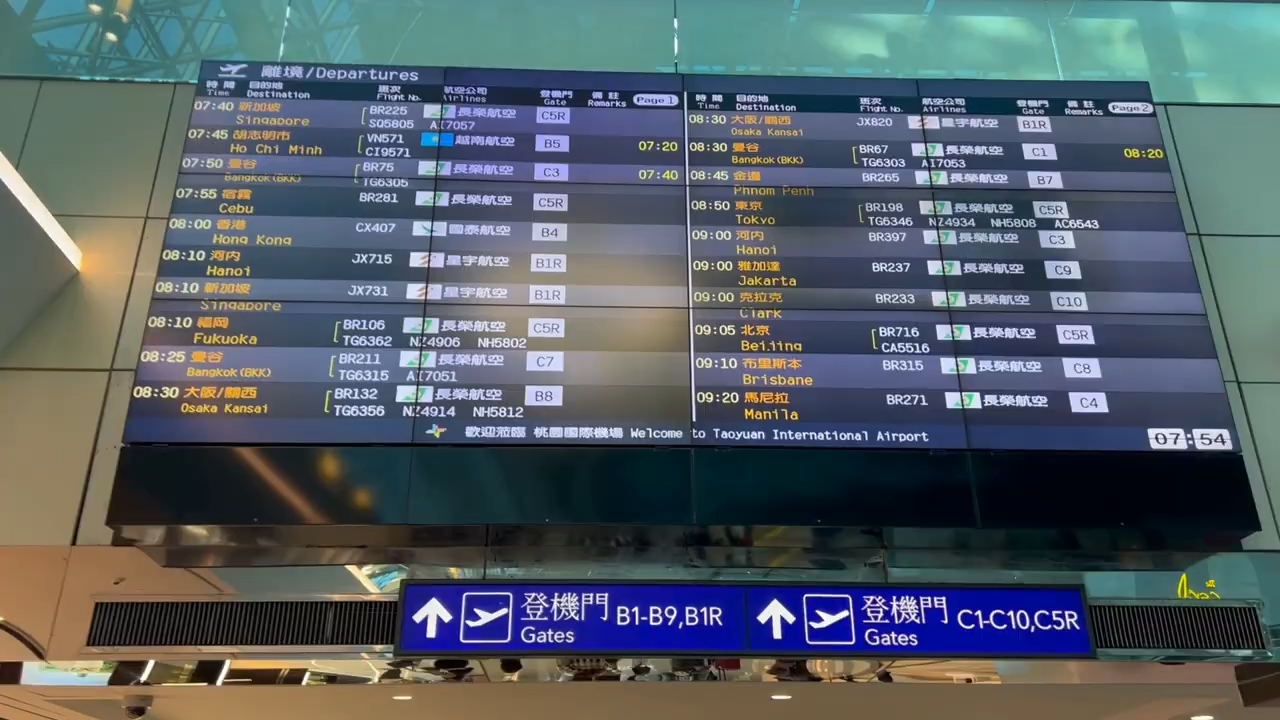 離境/Departures
時間 目的地 班次 航空公司 登機門 備註 Page 1
Time Destination Flight No. Airlines Gate Remarks
07:40 新加坡 BR225 長榮航空 C5R
Singapore SQ5805 AI7057
07:45 胡志明市 VN571 越南航空 B5 07:20
Ho Chi Minh CI9571
07:50 曼谷 BR75 長榮航空 C3 07:40
Bangkok(BKK) TG6305
07:55 宿霧 BR281 長榮航空 C5R
Cebu
08:00 香港 CX407 國泰航空 B4
Hong Kong
08:10 河內 JX715 星宇航空 B1R
Hanoi
08:10 新加坡 JX731 星宇航空 B1R
Singapore
08:10 福岡 BR106 長榮航空 C5R
Fukuoka TG6362 NZ4906 NH5802
08:25 曼谷 BR211 長榮航空 C7
Bangkok(BKK) TG6315 AI7051
08:30 大阪/關西 BR132 長榮航空 B8
Osaka Kansai TG6356 NZ4914 NH5812
時間 目的地 班次 航空公司 登機門 備註 Page 2
Time Destination Flight No. Airlines Gate Remarks
08:30 大阪/關西 JX820 星宇航空 B1R
Osaka Kansai
08:30 曼谷 BR67 長榮航空 C1 08:20
Bangkok(BKK) TG6303 AI7053
08:45 金邊 BR265 長榮航空 B7
Phnom Penh
08:50 東京 BR198 長榮航空 C5R
Tokyo TG6346 NZ4934 NH5808 AC6643
09:00 河內 BR397 長榮航空 C3
Hanoi
09:00 雅加達 BR237 長榮航空 C9
Jakarta
09:00 克拉克 BR233 長榮航空 C10
Clark
09:05 北京 BR716 長榮航空 C5R
Beijing CA5516
09:10 布里斯本 BR315 長榮航空 C8
Brisbane
09:20 馬尼拉 BR271 長榮航空 C4
Manila
歡迎蒞臨 桃園國際機場 Welcome to Taoyuan International Airport 07:54
登機門 B1-B9,B1R
Gates
登機門 C1-C10,C5R
Gates